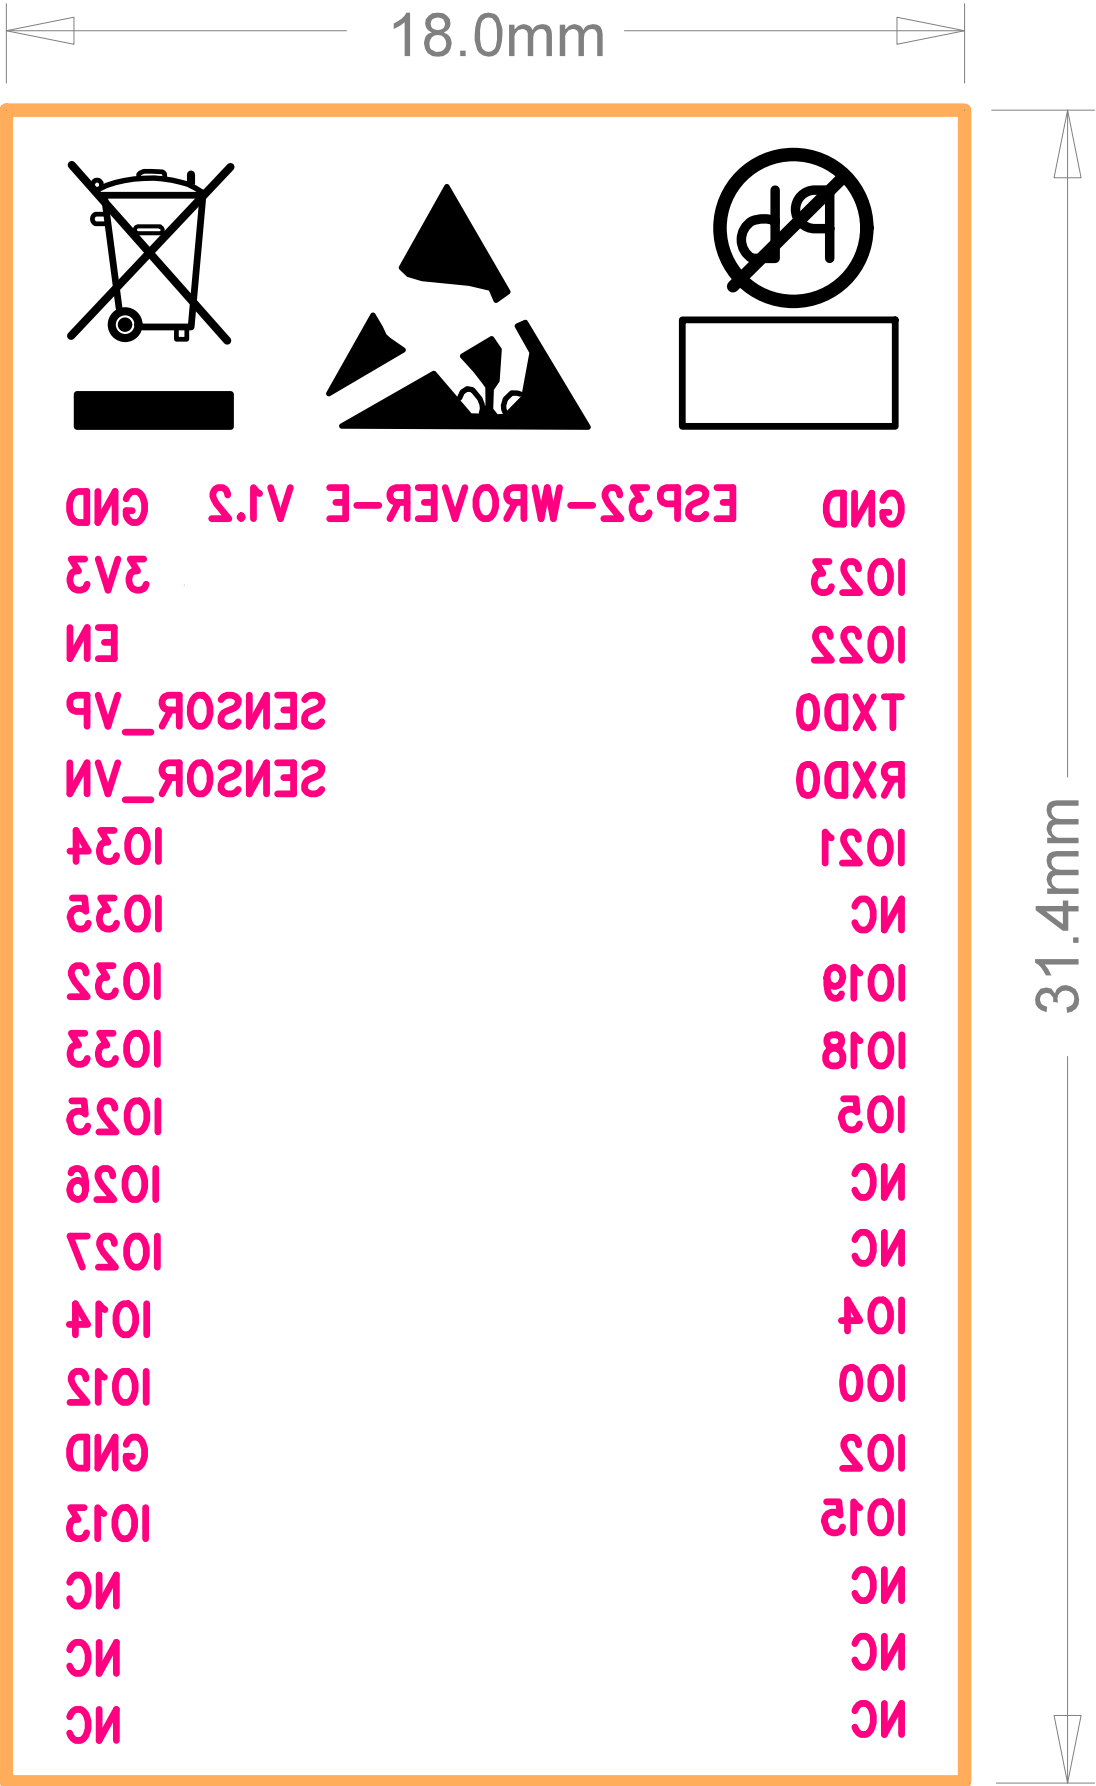 18.0mm
Pb
GND ESP32-WROVER-E V1.2 GND
3V3 IO23
EN IO22
SENSOR_VP TXD0
SENSOR_VN RXD0
IO34 IO21
IO35 NC
IO32 IO19
IO33 IO18
IO25 IO5
IO26 NC
IO27 NC
IO14 IO4
IO12 IO0
GND IO2
IO13 IO15
NC NC
NC NC
NC NC
31.4mm